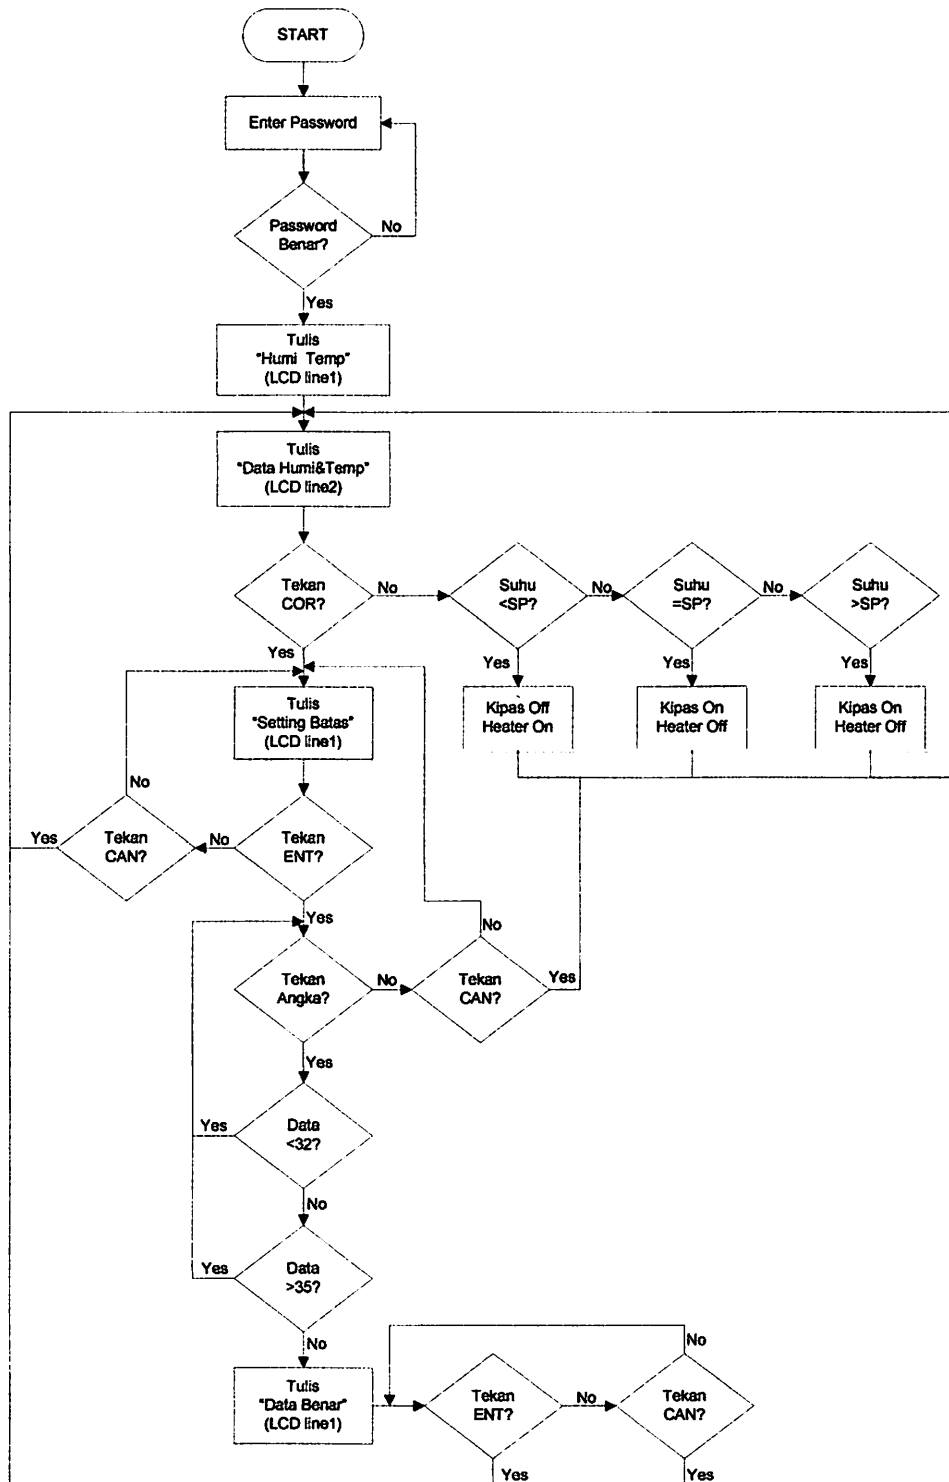 START
Enter Password
Password
Benar?
No
Yes
Tulis
"Humi Temp"
(LCD line1)
Tulis
"Data Humi&Temp"
(LCD line2)
Tekan
COR?
No
Suhu
<SP?
No
Suhu
=SP?
No
Suhu
>SP?
Yes
Yes
Yes
Yes
Tulis
"Setting Batas"
(LCD line1)
Kipas Off
Heater On
Kipas On
Heater Off
Kipas On
Heater Off
No
Yes
Tekan
CAN?
No
Tekan
ENT?
Yes
No
Tekan
Angka?
No
Tekan
CAN?
Yes
Yes
Yes
Data
<32?
No
Yes
Data
>35?
No
No
Tulis
"Data Benar"
(LCD line1)
Tekan
ENT?
No
Tekan
CAN?
Yes
Yes